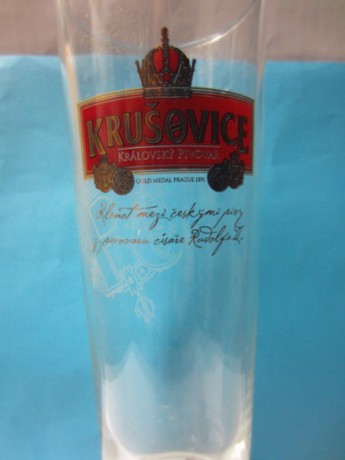 KRUŠOVICE
KRÁLOVSKÝ PIVOVAR
GOLD MEDAL PRAGUE 1891
Klenot mezi českými pivy
z pivovaru císaře Rudolfa II.